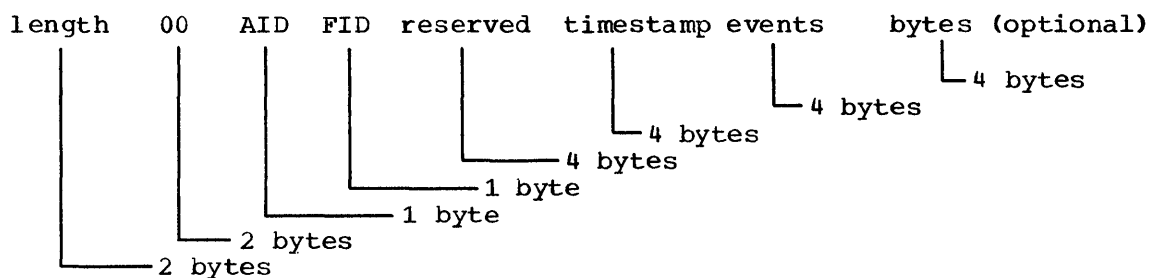 length 00 AID FID reserved timestamp events bytes (optional)
4 bytes
4 bytes
4 bytes
4 bytes
1 byte
1 byte
2 bytes
2 bytes